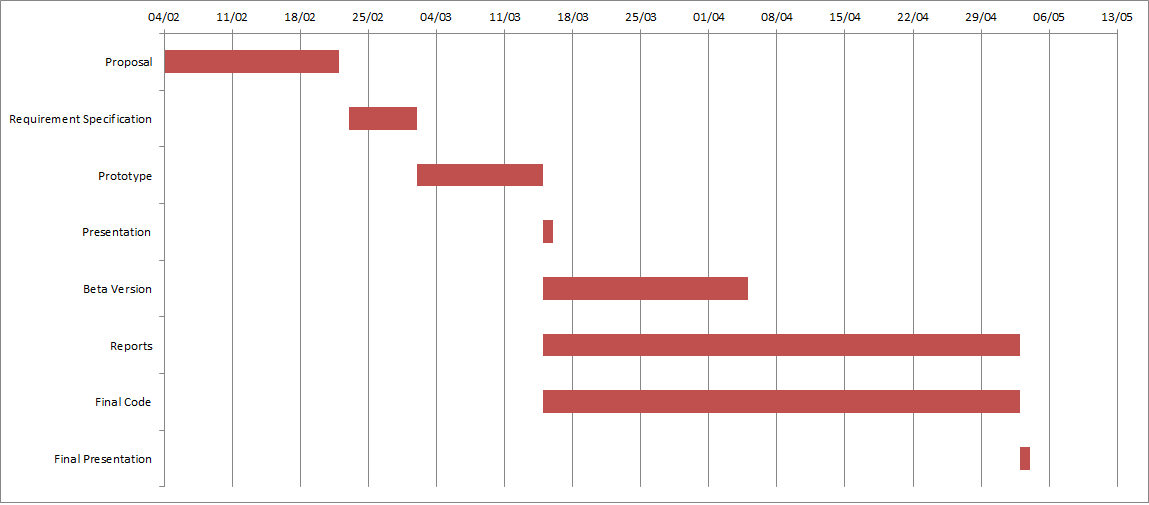 04/02 11/02 18/02 25/02 04/03 11/03 18/03 25/03 01/04 08/04 15/04 22/04 29/04 06/05 13/05
Proposal
Requirement Specification
Prototype
Presentation
Beta Version
Reports
Final Code
Final Presentation